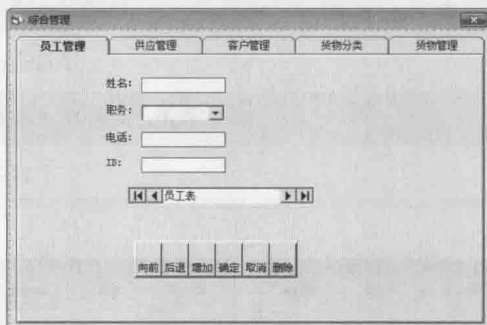 综合管理
员工管理 供应管理 客户管理 货物分类 货物管理
姓名:
职务:
电话:
ID:
员工表
向前 后退 增加 确定 取消 删除